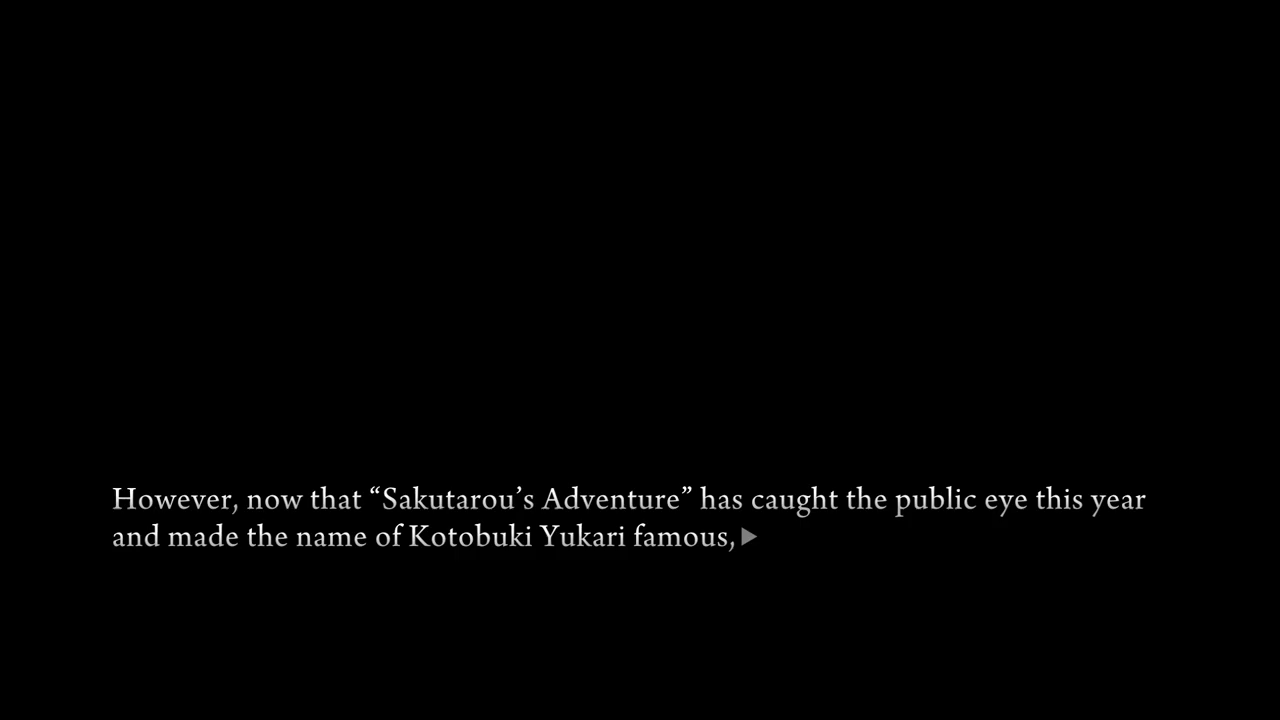 However, now that “Sakutarou’s Adventure” has caught the public eye this year
and made the name of Kotobuki Yukari famous,